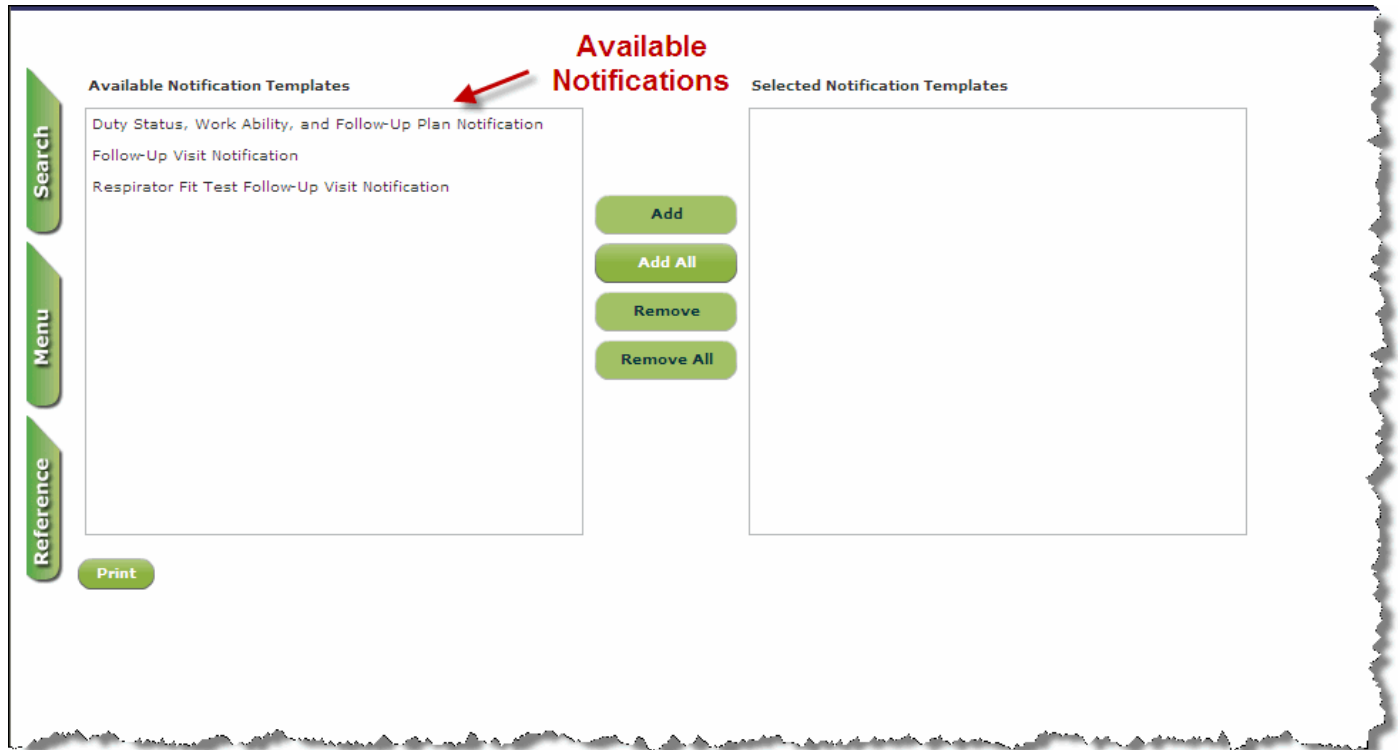 Available
Notifications
Available Notification Templates
Selected Notification Templates
Duty Status, Work Ability, and Follow-Up Plan Notification
Follow-Up Visit Notification
Respirator Fit Test Follow-Up Visit Notification
Add
Add All
Remove
Remove All
Search
Menu
Reference
Print